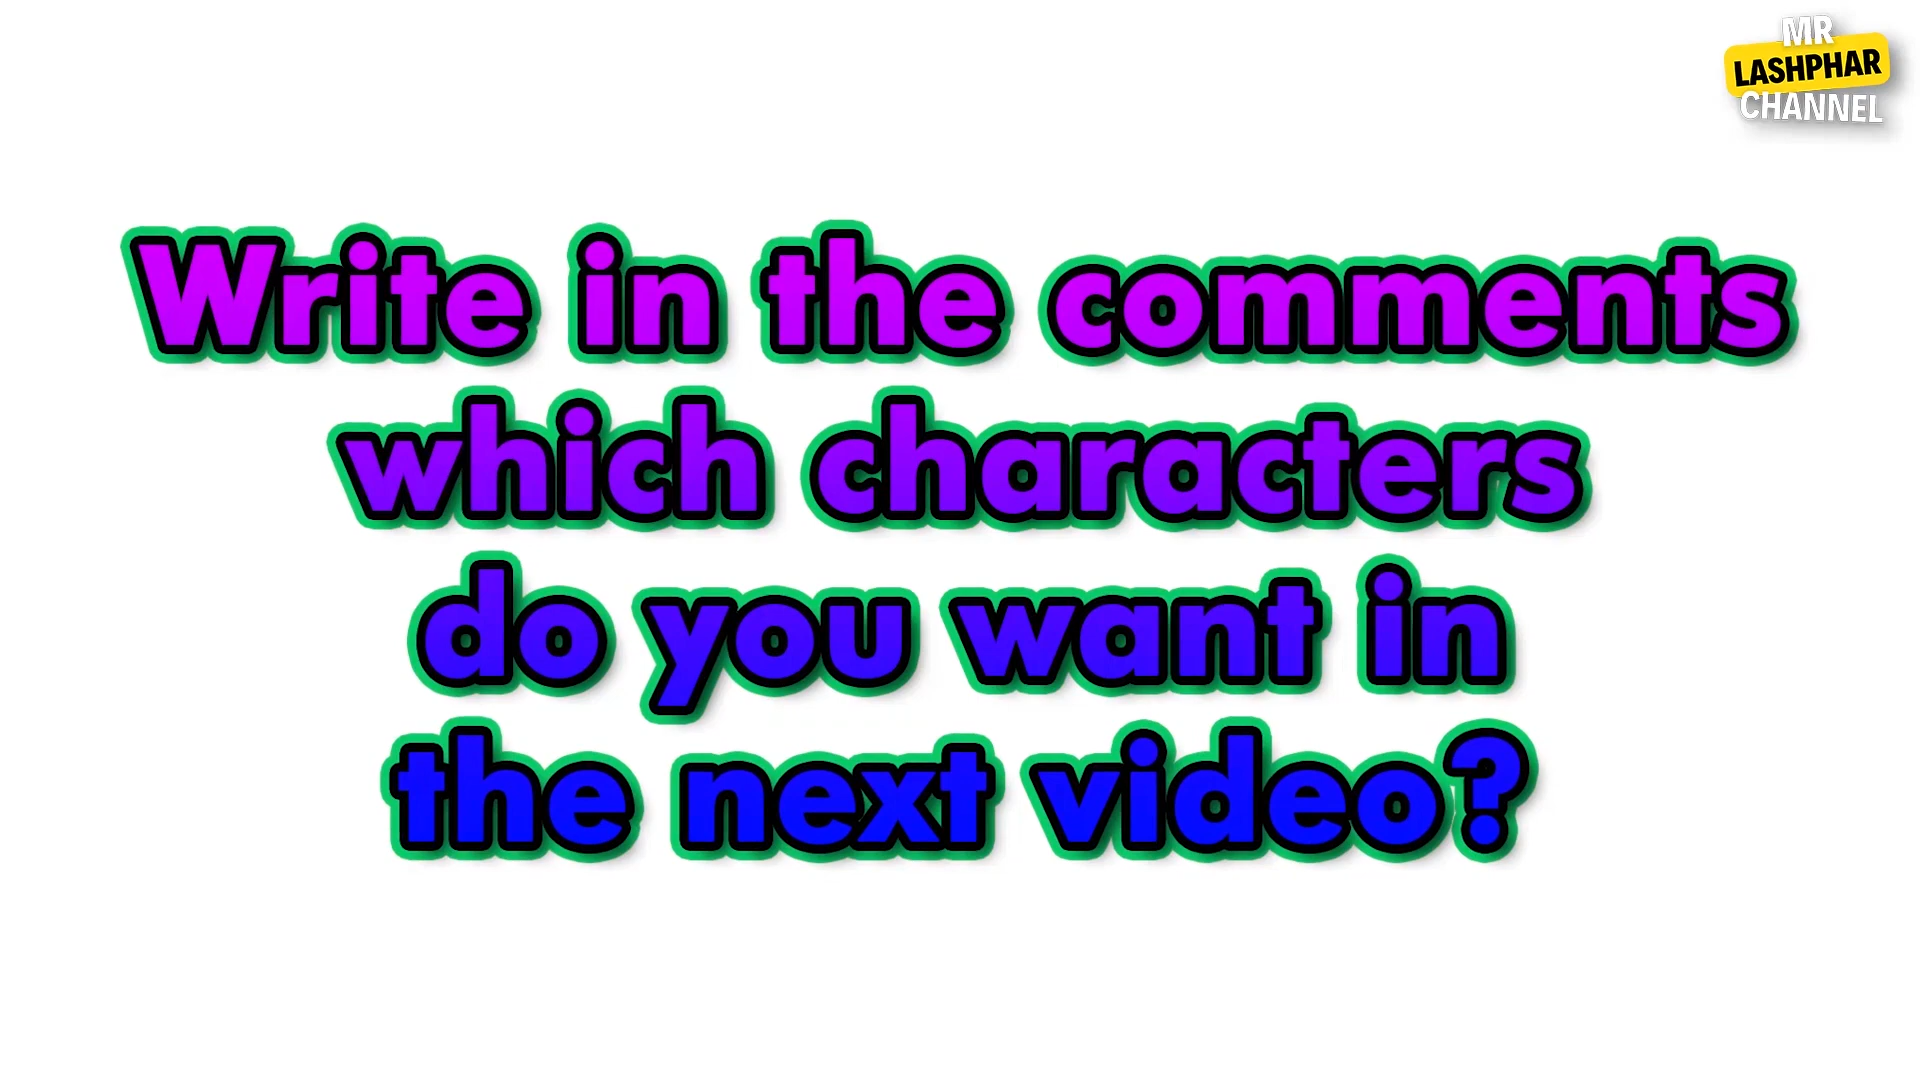 MR
LASHPHAR
CHANNEL
Write in the comments
which characters
do you want in
the next video?